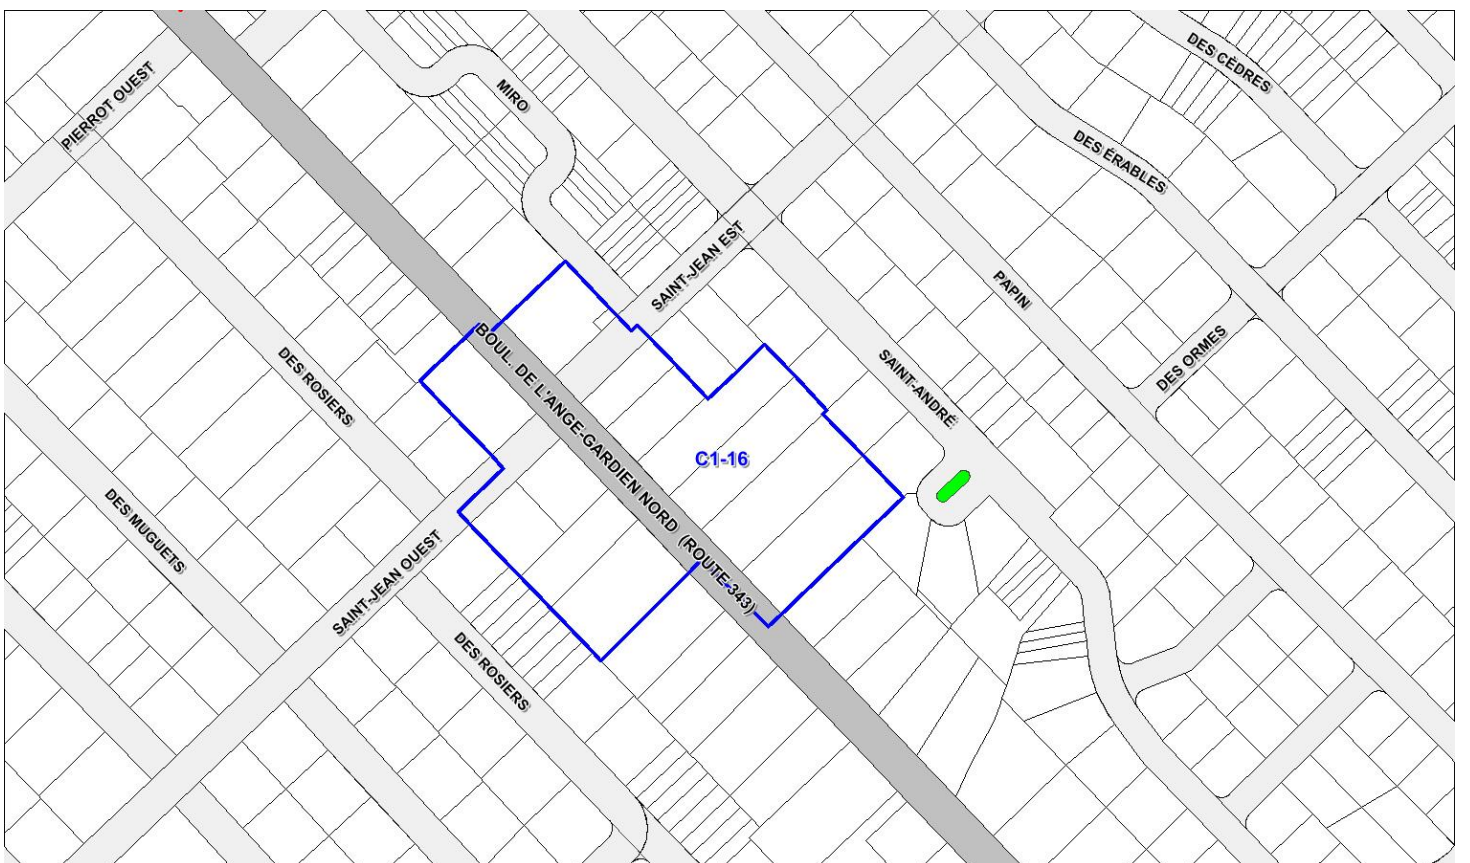 DES CÈDRES
PIERROT OUEST
MIRO
DES ÉRABLES
SAINT-JEAN EST
PAPIN
DES ORMES
BOUL. DE L'ANGE-GARDIEN NORD (ROUTE-343)
DES ROSIERS
SAINT-ANDRÉ
C1-16
DES MUGUETS
SAINT-JEAN OUEST
DES ROSIERS